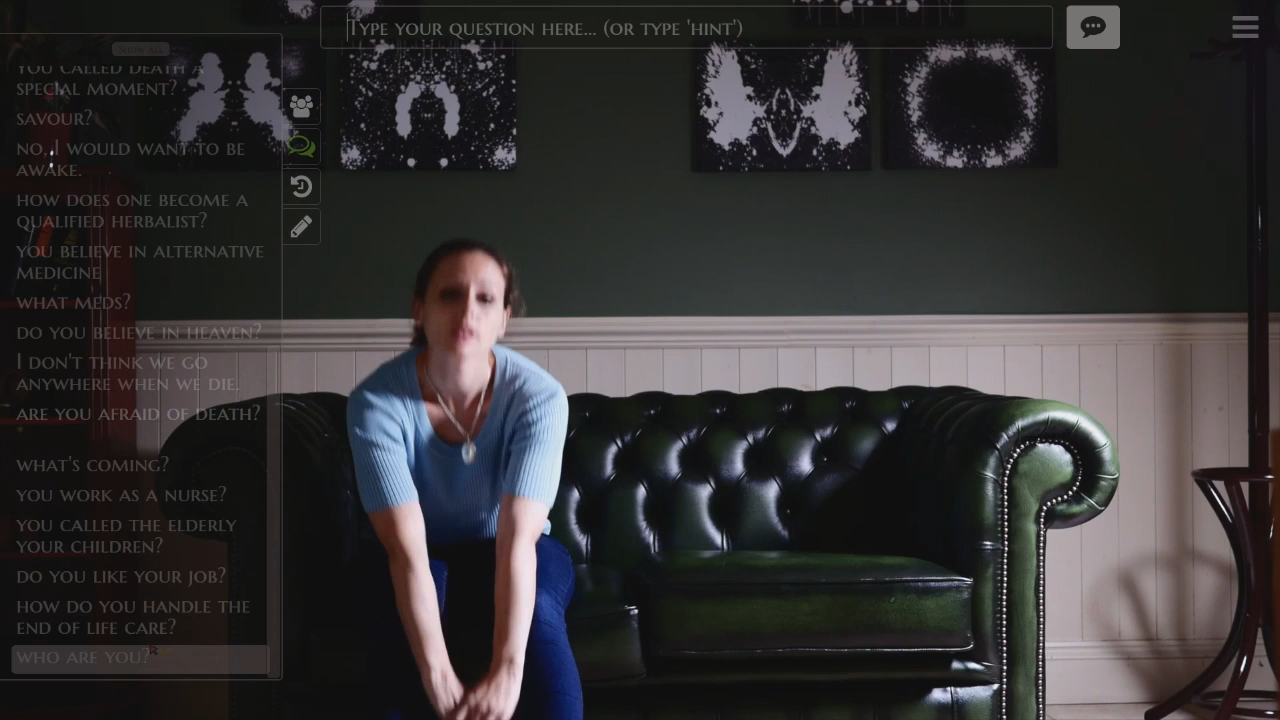 Type your question here... (or type 'hint')
Show All
you called death a
special moment?
savour?
no, I would want to be
awake.
how does one become a
qualified herbalist?
you believe in alternative
medicine
what meds?
do you believe in heaven?
I don't think we go
anywhere when we die.
are you afraid of death?
what's coming?
you work as a nurse?
you called the elderly
your children?
do you like your job?
how do you handle the
end of life care?
who are you?